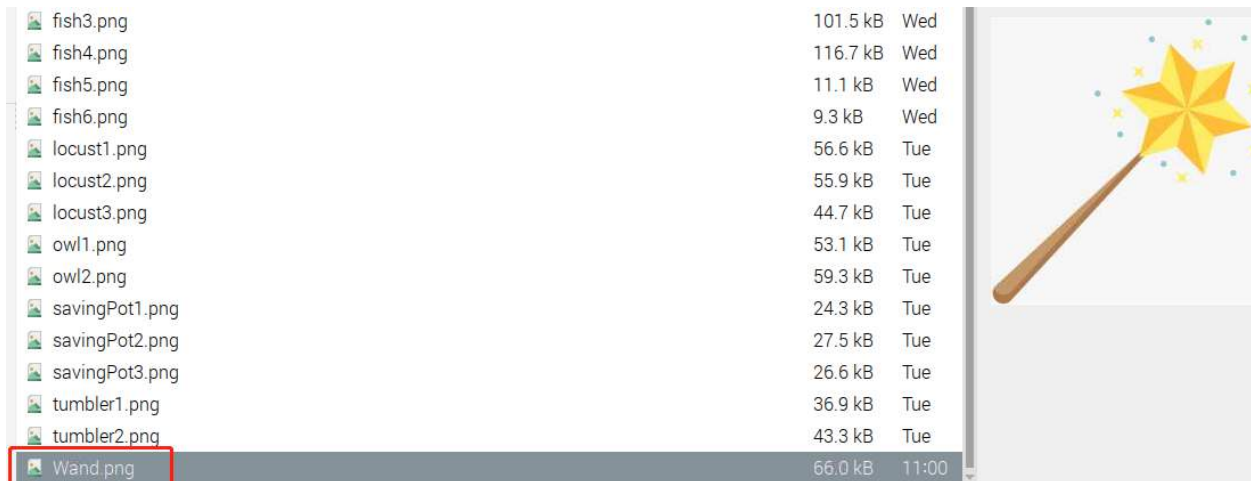 fish3.png 101.5 kB Wed
fish4.png 116.7 kB Wed
fish5.png 11.1 kB Wed
fish6.png 9.3 kB Wed
locust1.png 56.6 kB Tue
locust2.png 55.9 kB Tue
locust3.png 44.7 kB Tue
owl1.png 53.1 kB Tue
owl2.png 59.3 kB Tue
savingPot1.png 24.3 kB Tue
savingPot2.png 27.5 kB Tue
savingPot3.png 26.6 kB Tue
tumbler1.png 36.9 kB Tue
tumbler2.png 43.3 kB Tue
Wand.png 66.0 kB 11:00